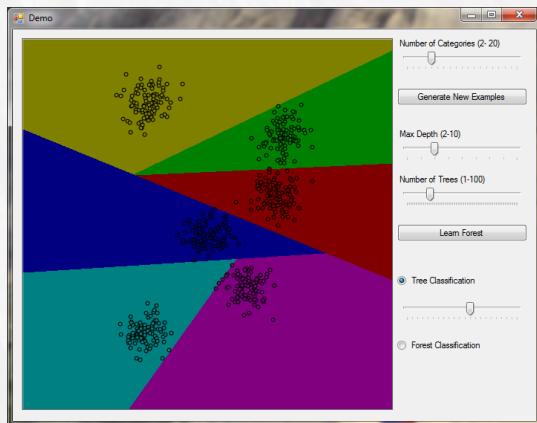 Demo
Number of Categories (2- 20)
Generate New Examples
Max Depth (2-10)
Number of Trees (1-100)
Learn Forest
Tree Classification
Forest Classification